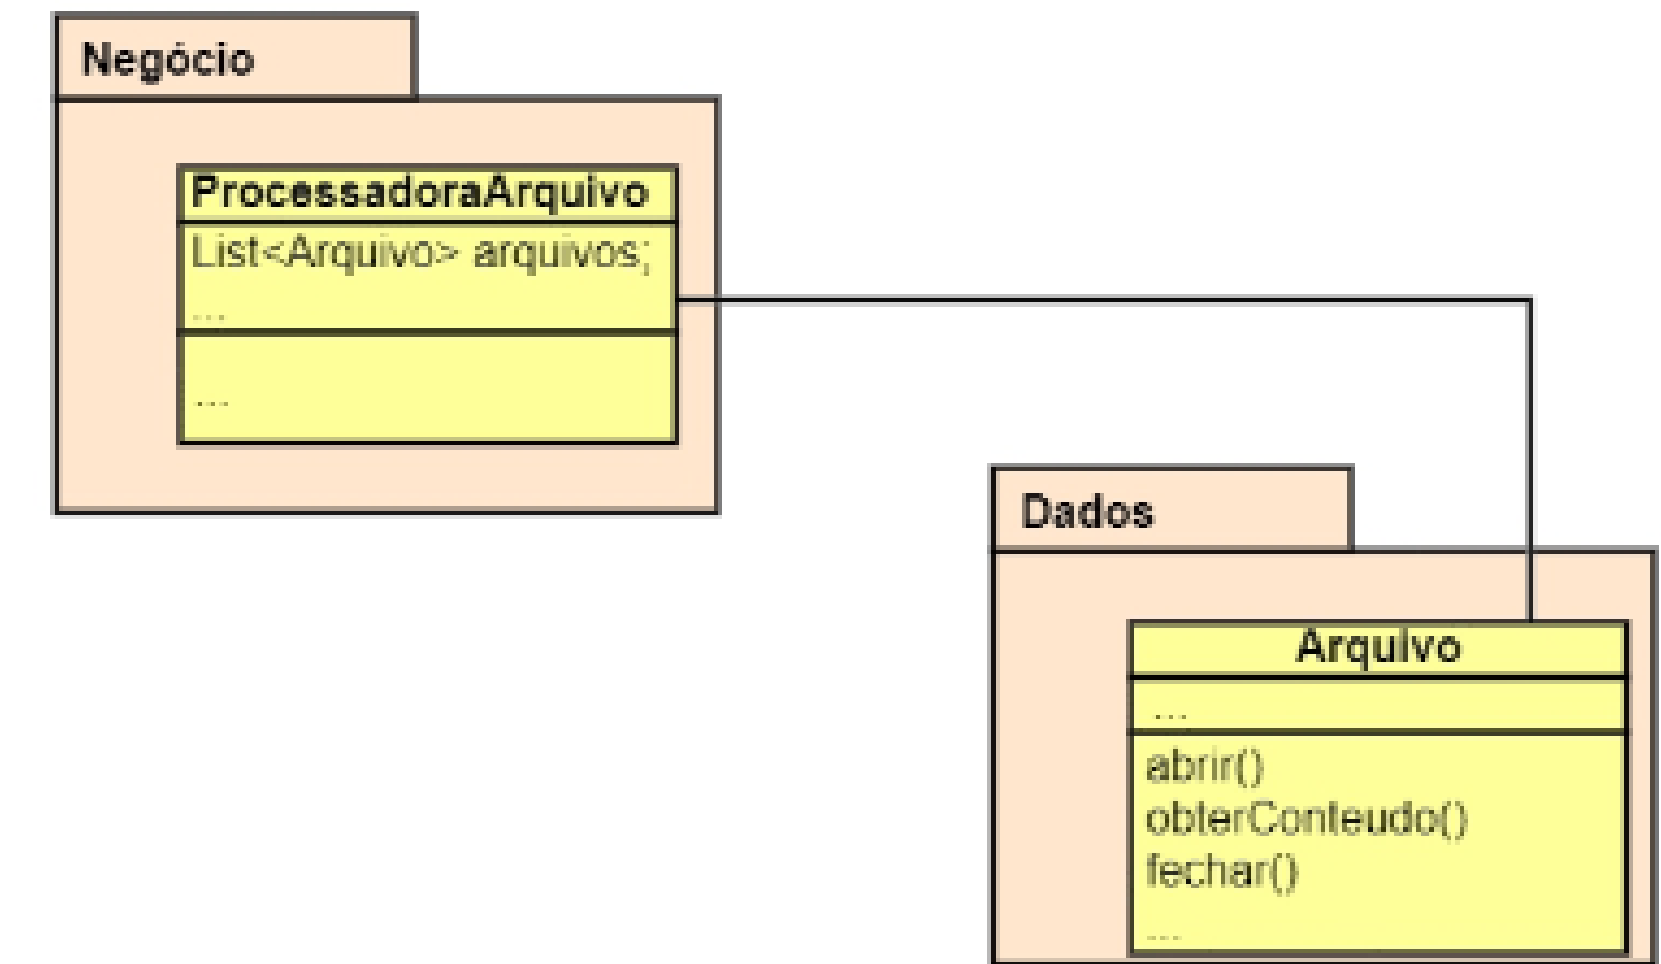 Negócio
ProcessadoraArquivo
List<Arquivo> arquivos;
...
...
Dados
Arquivo
...
abrir()
obterConteudo()
fechar()
...